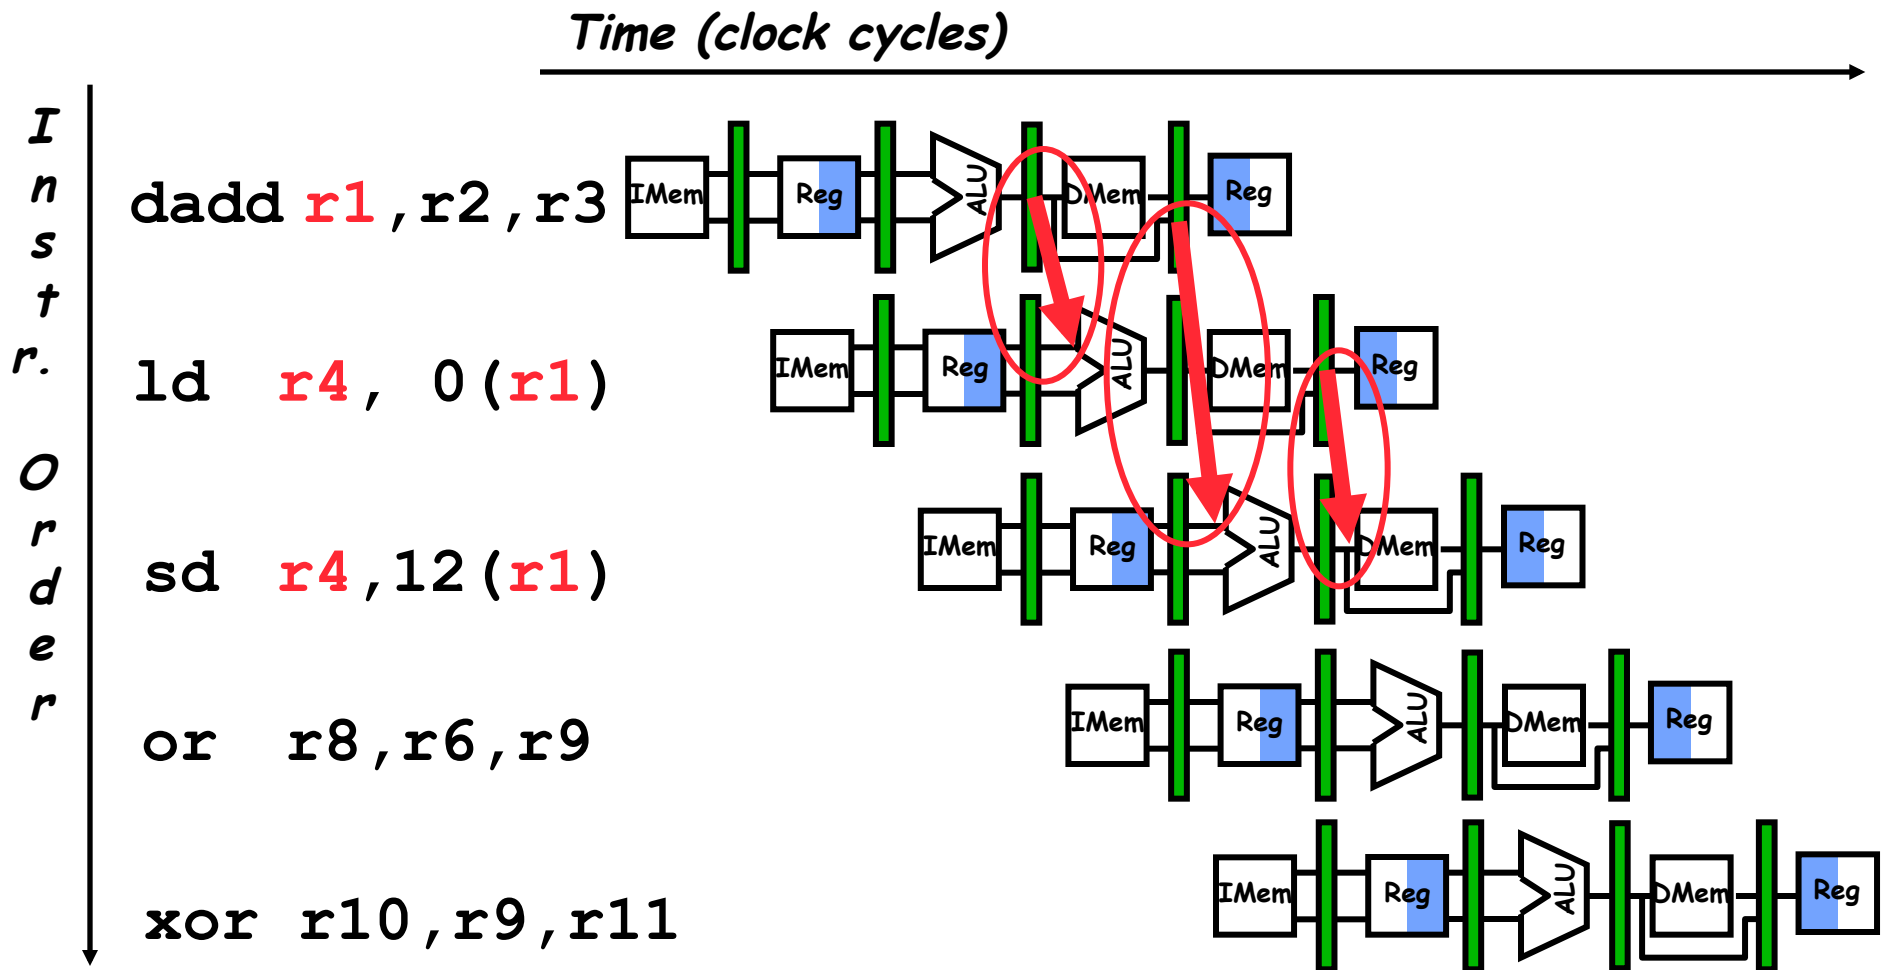 Time (clock cycles)
Instr. Order
dadd r1,r2,r3 IMem Reg ALU DMem Reg
ld r4, 0(r1) IMem Reg ALU DMem Reg
sd r4,12(r1) IMem Reg ALU DMem Reg
or r8,r6,r9 IMem Reg ALU DMem Reg
xor r10,r9,r11 IMem Reg ALU DMem Reg